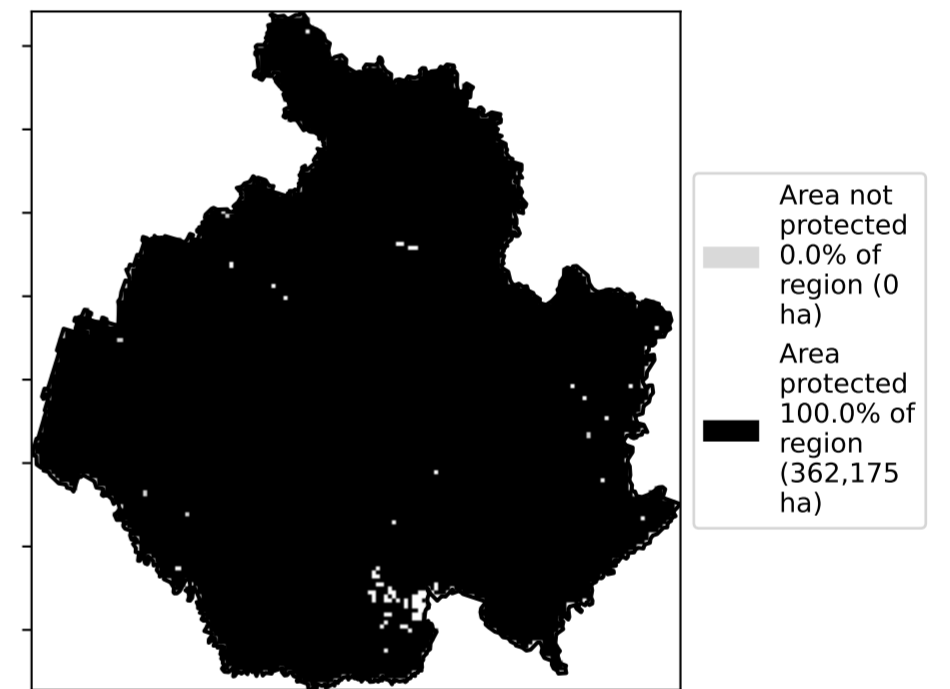 Area not
protected
0.0% of
region (0
ha)
Area
protected
100.0% of
region
(362,175
ha)